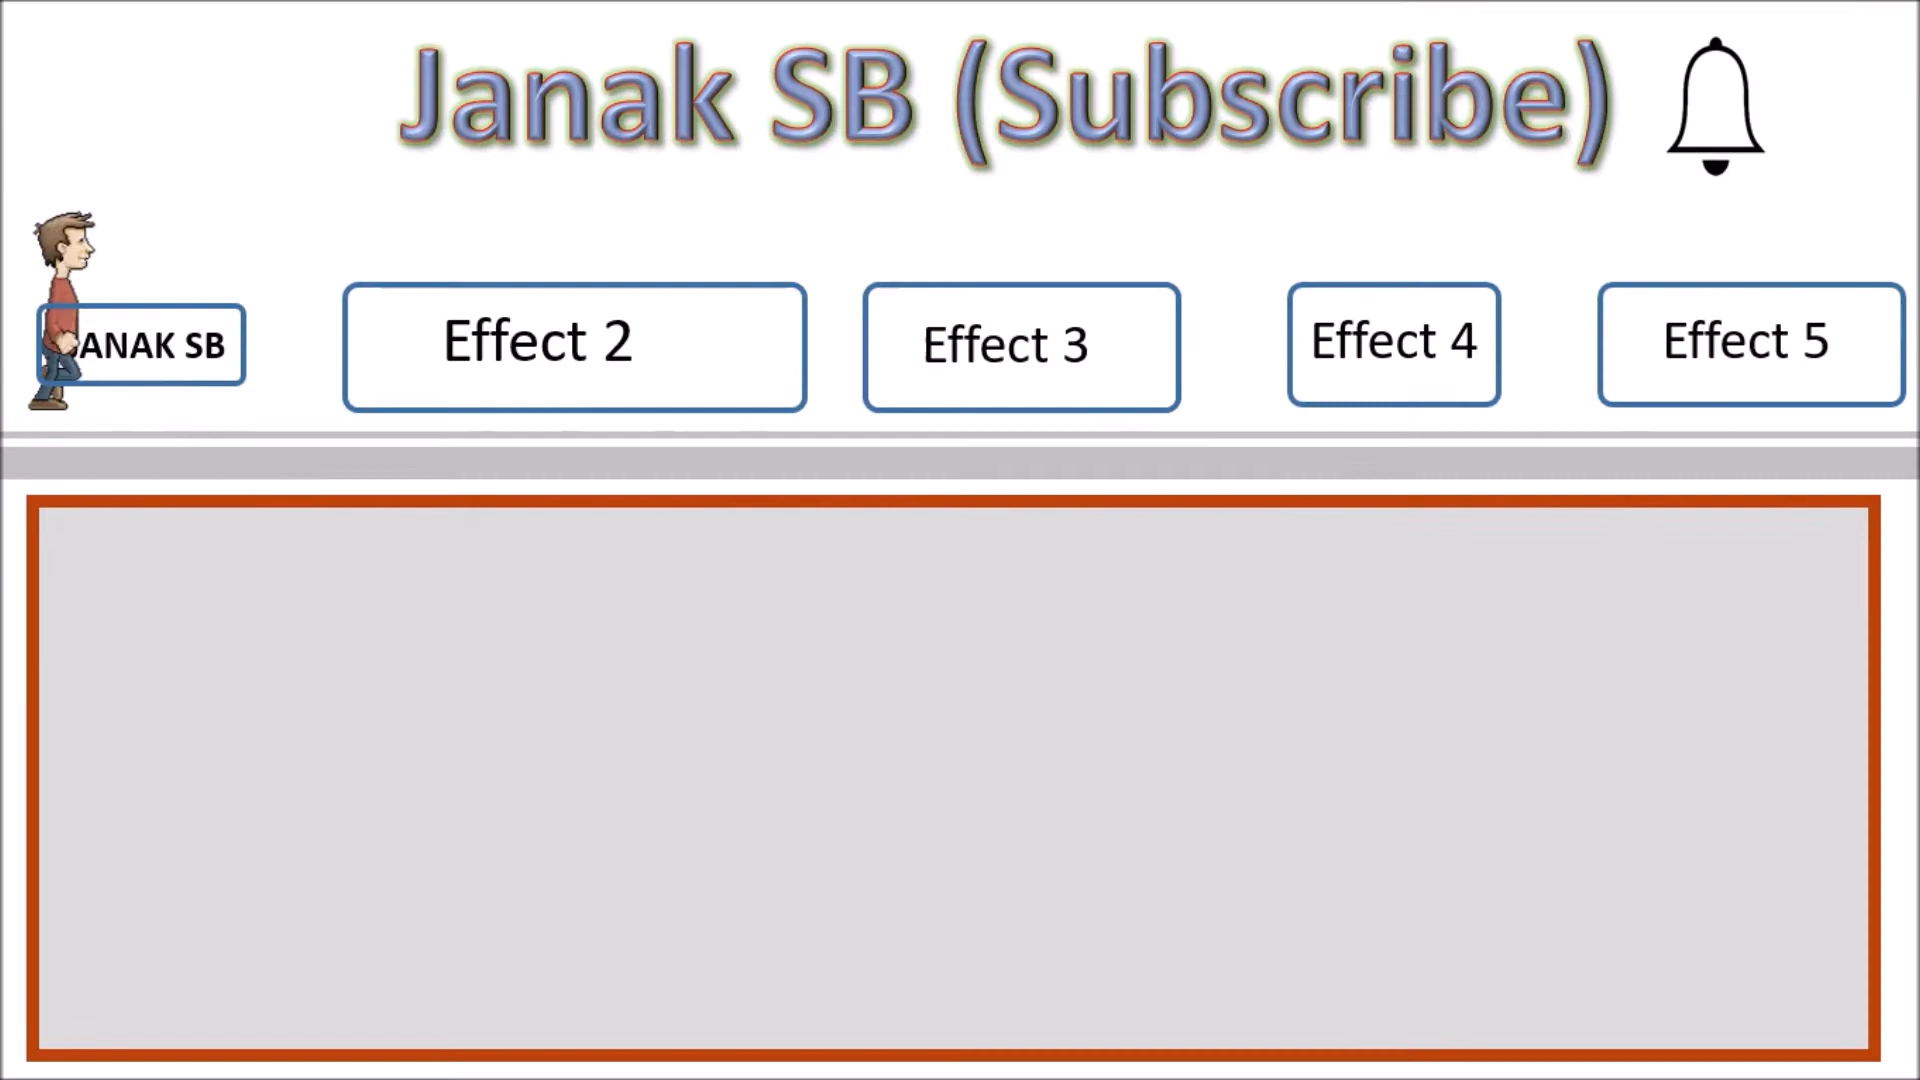 Janak SB (Subscribe)
ANAK SB
Effect 2
Effect 3
Effect 4
Effect 5